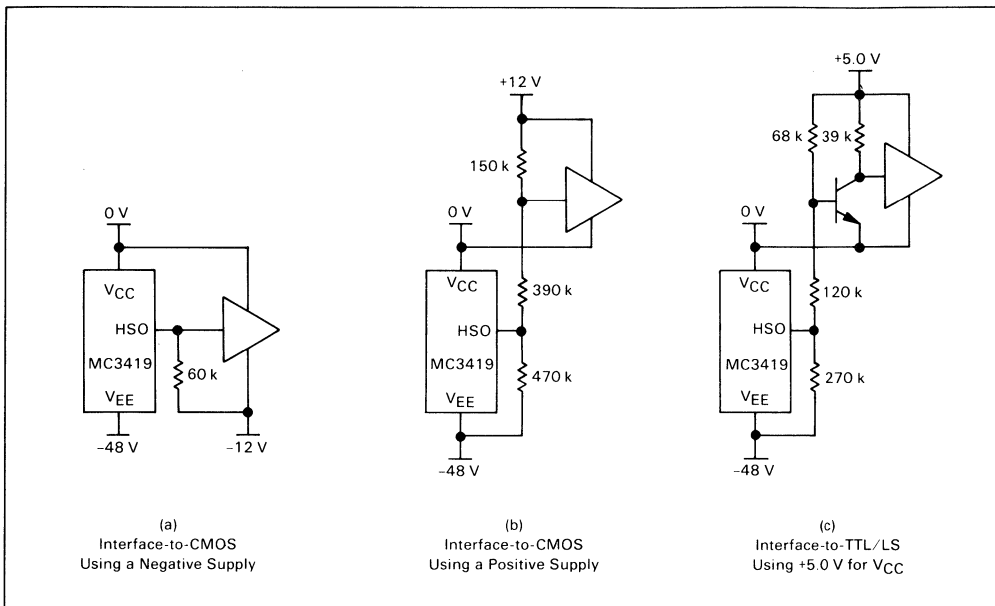 0 V
VCC
HSO
MC3419
60 k
VEE
−48 V
−12 V
(a)
Interface-to-CMOS
Using a Negative Supply
+12 V
150 k
0 V
VCC
390 k
HSO
MC3419
470 k
VEE
−48 V
(b)
Interface-to-CMOS
Using a Positive Supply
+5.0 V
68 k
39 k
0 V
VCC
120 k
HSO
MC3419
270 k
VEE
−48 V
(c)
Interface-to-TTL/LS
Using +5.0 V for VCC